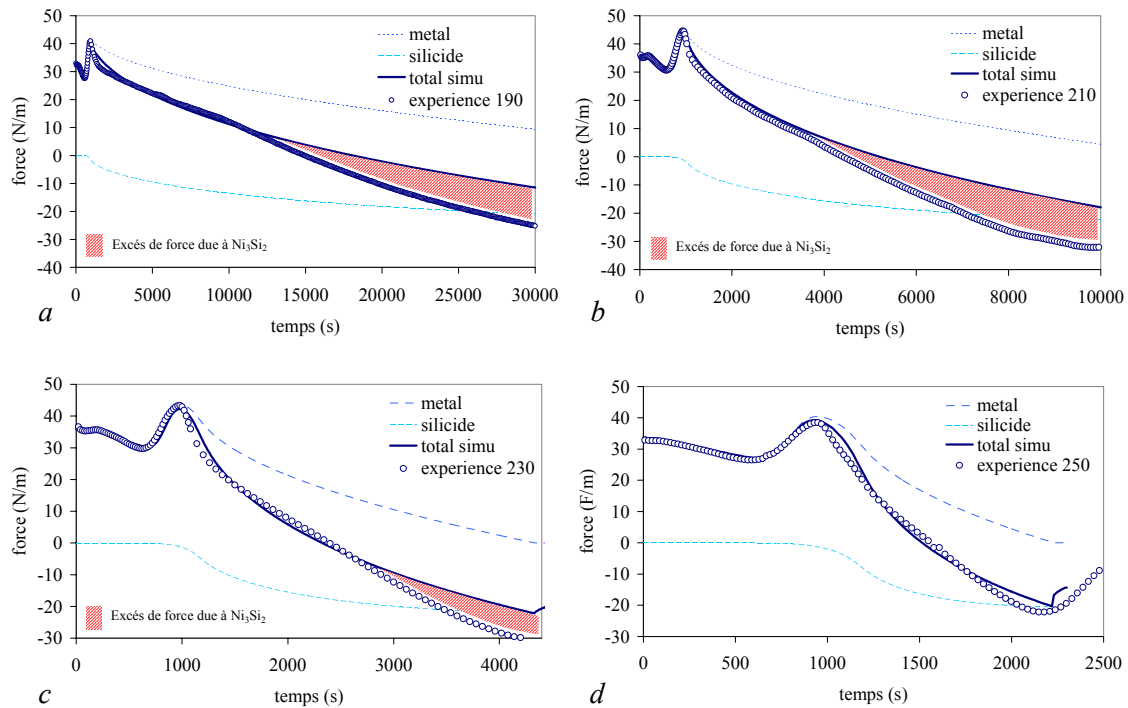 50
40
30
20
10
0
-10
-20
-30
-40
force (N/m)
metal
silicide
total simu
experience 190
Excés de force due à Ni₃Si₂
0 5000 10000 15000 20000 25000 30000
temps (s)
a
50
40
30
20
10
0
-10
-20
-30
-40
force (N/m)
metal
silicide
total simu
experience 210
Excés de force due à Ni₃Si₂
0 2000 4000 6000 8000 10000
temps (s)
b
50
40
30
20
10
0
-10
-20
-30
force (N/m)
metal
silicide
total simu
experience 230
Excés de force due à Ni₃Si₂
0 1000 2000 3000 4000
temps (s)
c
50
40
30
20
10
0
-10
-20
-30
force (F/m)
metal
silicide
total simu
experience 250
0 500 1000 1500 2000 2500
temps (s)
d